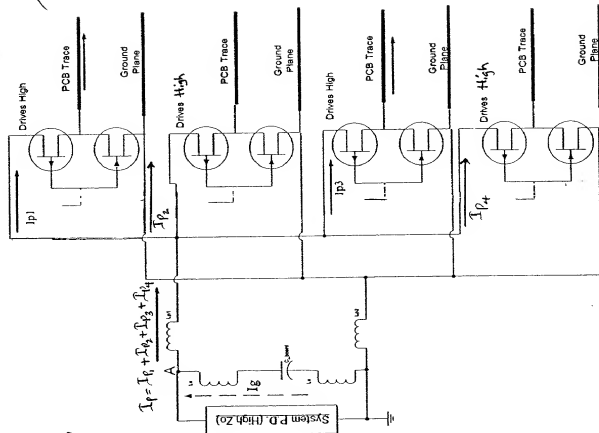 Drives High
PCB Trace
Ground
Plane
Ip1
Drives High
PCB Trace
Ground
Plane
Ip2
Drives High
PCB Trace
Ground
Plane
Ip3
Drives High
PCB Trace
Ground
Plane
Ip4
Ip = Ip1 + Ip2 + Ip3 + Ip4
A
Ig
System P.D. (High Zo)